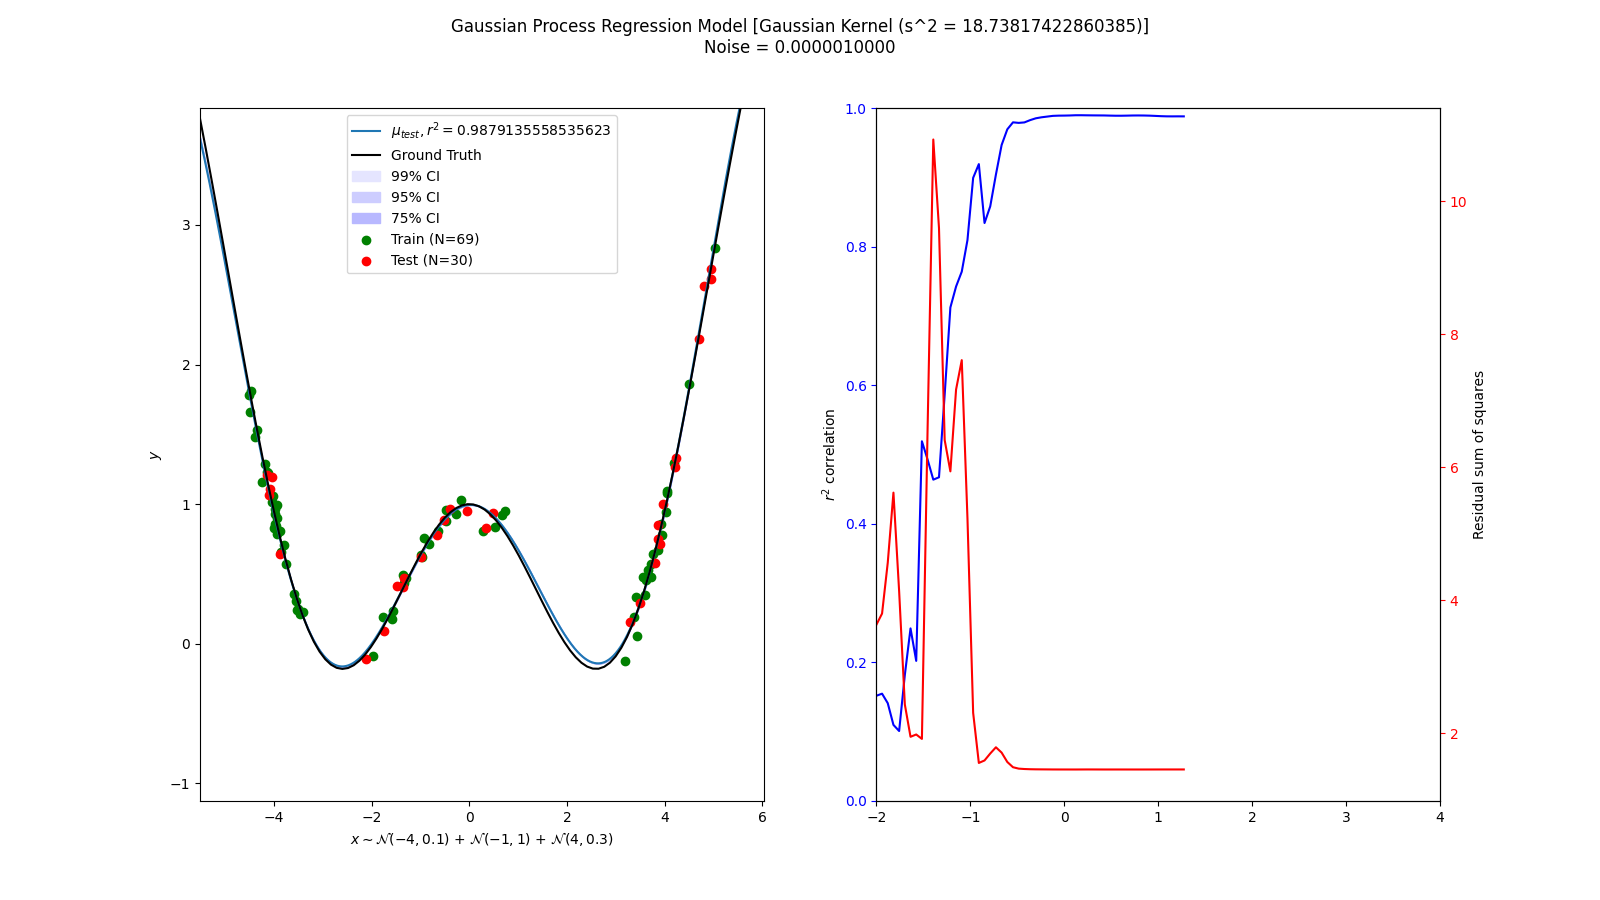 Gaussian Process Regression Model [Gaussian Kernel (s^2 = 18.73817422860385)]
Noise = 0.0000010000
μ_test, r² = 0.9879135558535623
Ground Truth
99% CI
95% CI
75% CI
Train (N=69)
Test (N=30)
3
2
1
0
−1
y
−4
−2
0
2
4
6
x ~ 𝒩(−4, 0.1) + 𝒩(−1, 1) + 𝒩(4, 0.3)
1.0
0.8
0.6
0.4
0.2
0.0
r² correlation
−2
−1
0
1
2
3
4
10
8
6
4
2
Residual sum of squares